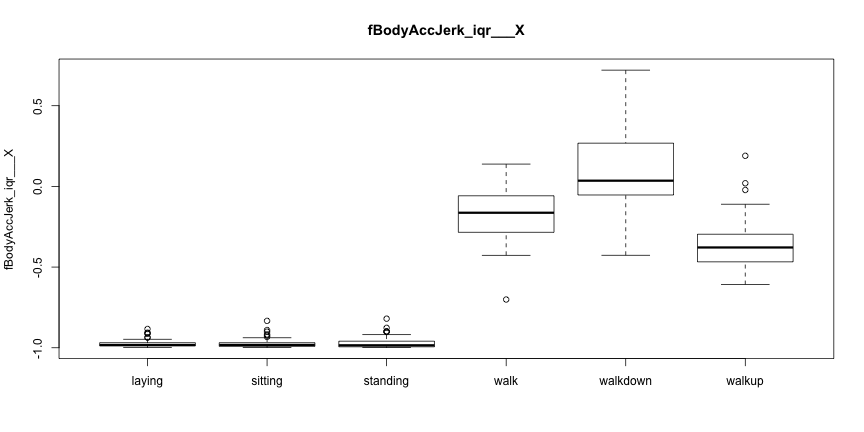 fBodyAccJerk_iqr___X
fBodyAccJerk_iqr___X
0.5
0.0
-0.5
-1.0
laying sitting standing walk walkdown walkup